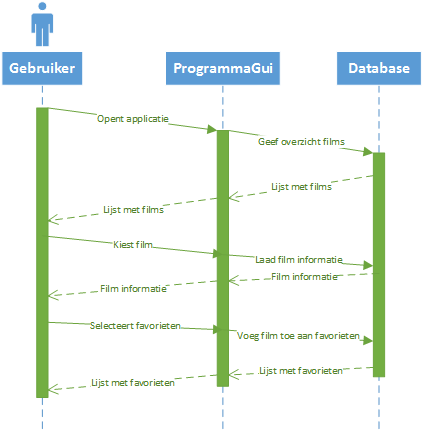 Gebruiker
ProgrammaGui
Database
Opent applicatie
Geef overzicht films
Lijst met films
Lijst met films
Kiest film
Laad film informatie
Film informatie
Film informatie
Selecteert favorieten
Voeg film toe aan favorieten
Lijst met favorieten
Lijst met favorieten